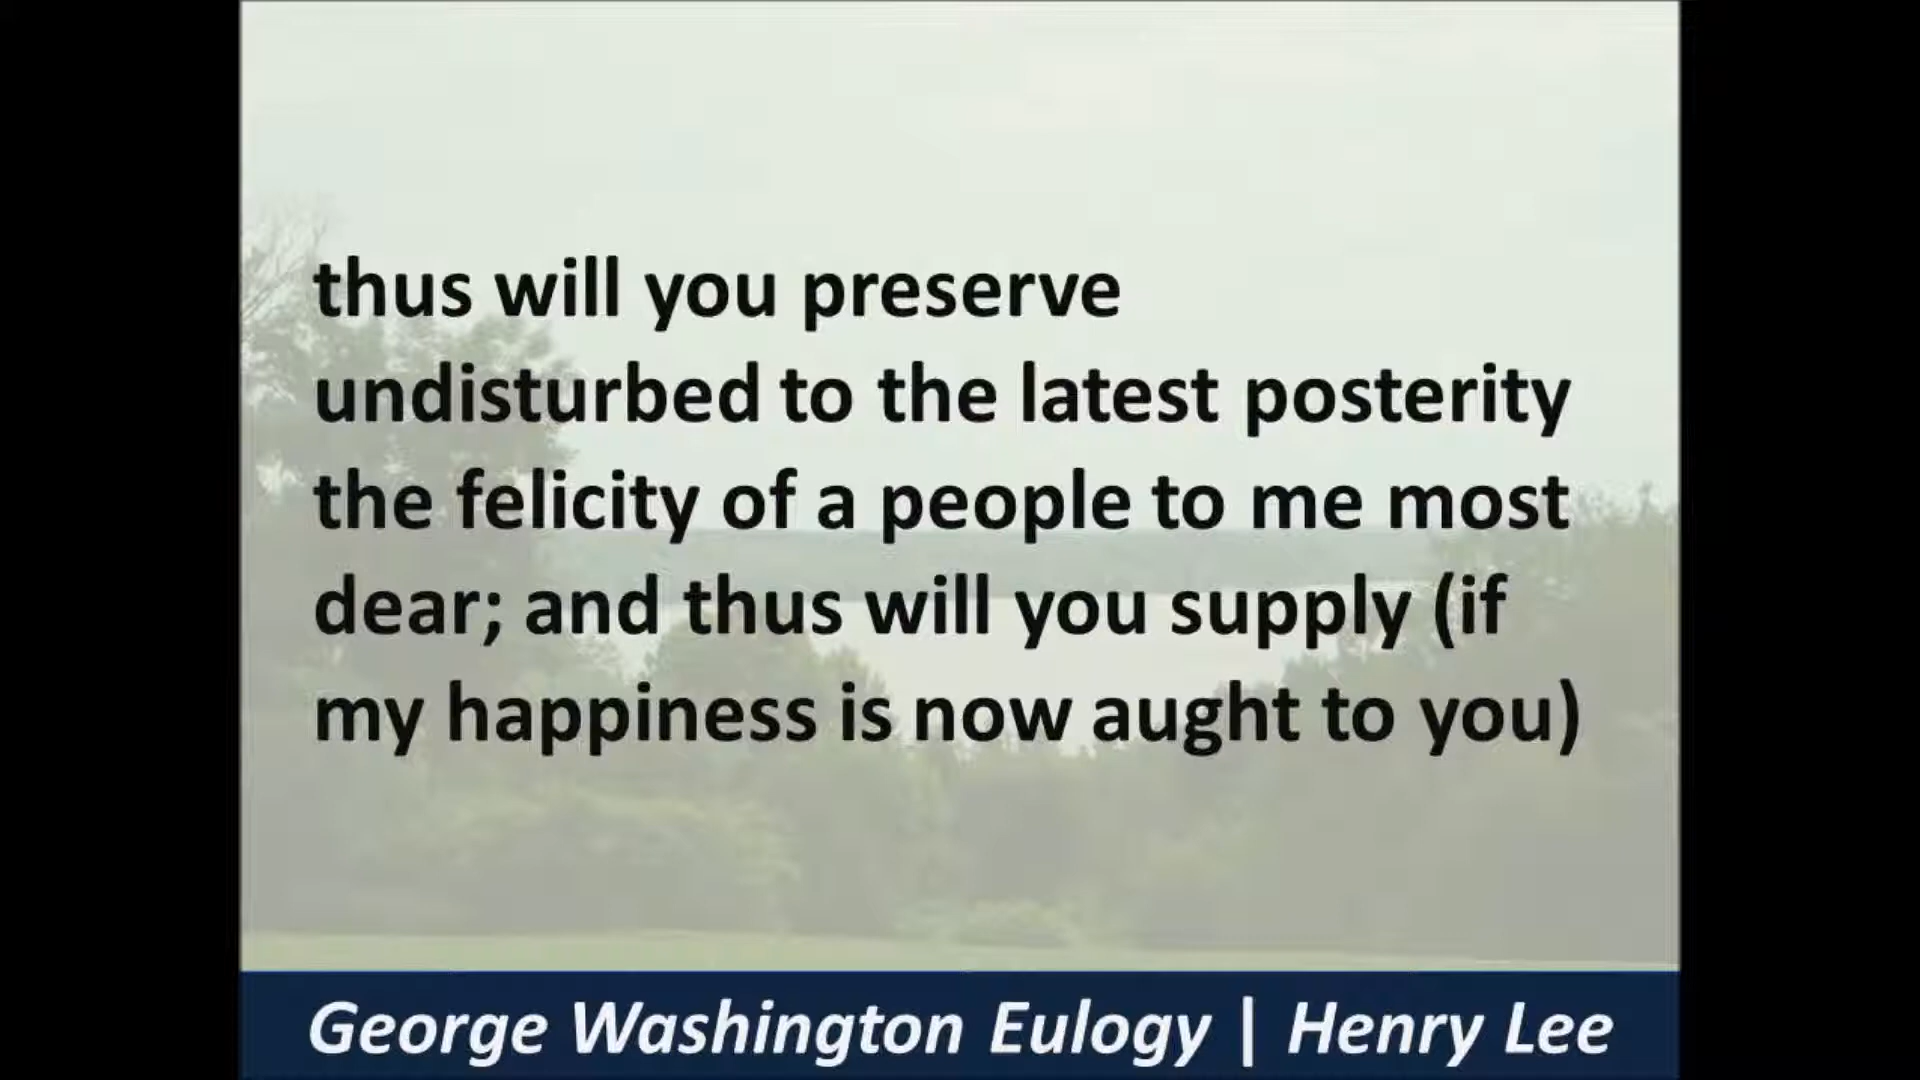 thus will you preserve
undisturbed to the latest posterity
the felicity of a people to me most
dear; and thus will you supply (if
my happiness is now aught to you)
George Washington Eulogy | Henry Lee